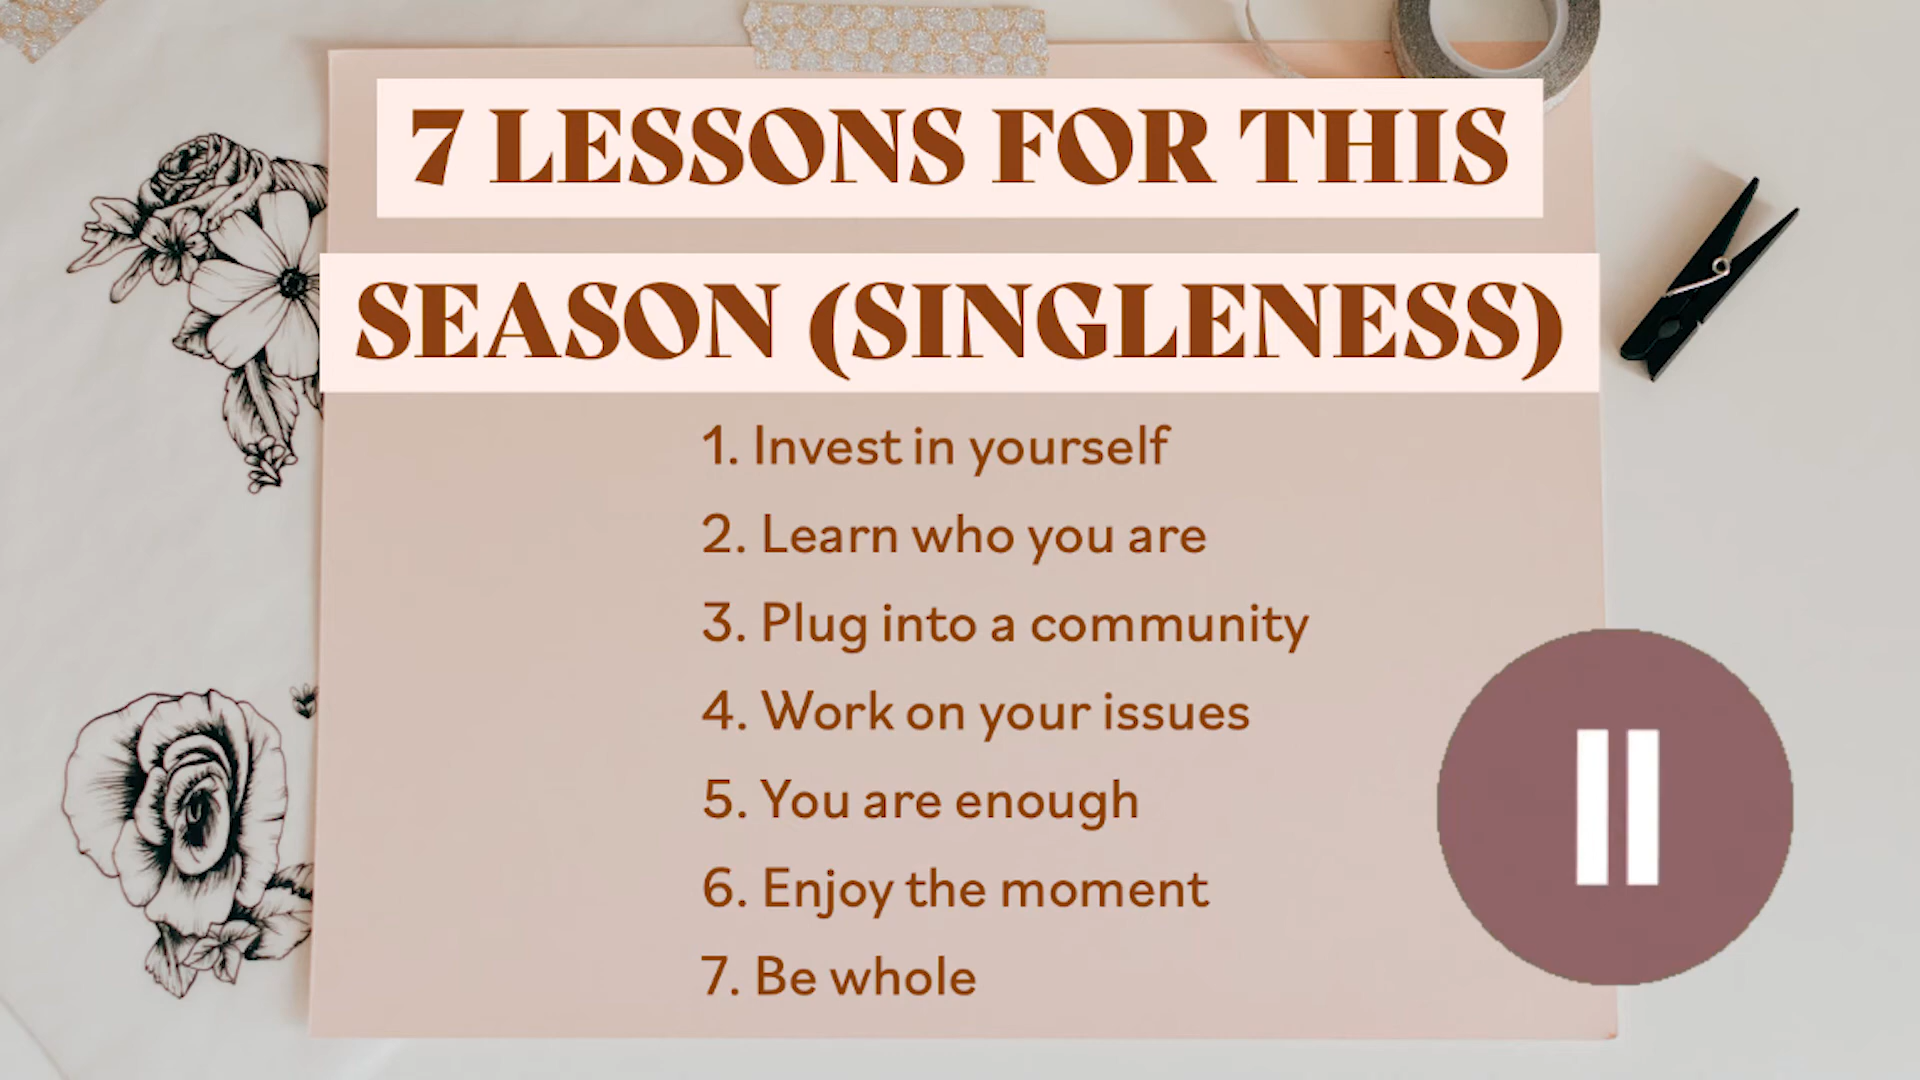 7 LESSONS FOR THIS
SEASON (SINGLENESS)
1. Invest in yourself
2. Learn who you are
3. Plug into a community
4. Work on your issues
5. You are enough
6. Enjoy the moment
7. Be whole